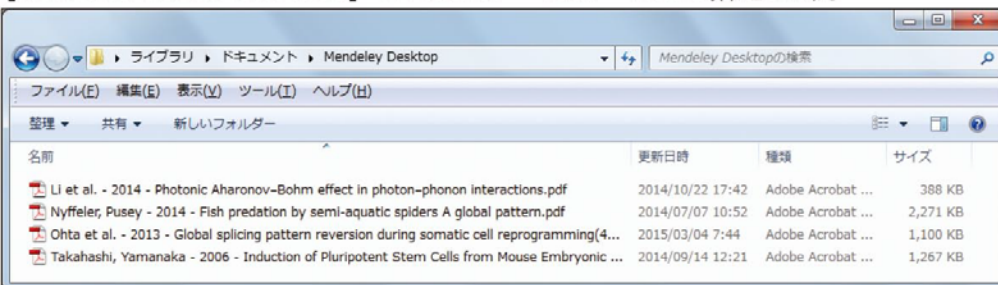 ライブラリ ▸ ドキュメント ▸ Mendeley Desktop Mendeley Desktopの検索
ファイル(F) 編集(E) 表示(V) ツール(T) ヘルプ(H)
整理 ▼ 共有 ▼ 新しいフォルダー
名前 更新日時 種類 サイズ
Li et al. - 2014 - Photonic Aharonov–Bohm effect in photon–phonon interactions.pdf 2014/10/22 17:42 Adobe Acrobat ... 388 KB
Nyffeler, Pusey - 2014 - Fish predation by semi-aquatic spiders A global pattern.pdf 2014/07/07 10:52 Adobe Acrobat ... 2,271 KB
Ohta et al. - 2013 - Global splicing pattern reversion during somatic cell reprogramming(4... 2015/03/04 7:44 Adobe Acrobat ... 1,100 KB
Takahashi, Yamanaka - 2006 - Induction of Pluripotent Stem Cells from Mouse Embryonic ... 2014/09/14 12:21 Adobe Acrobat ... 1,267 KB